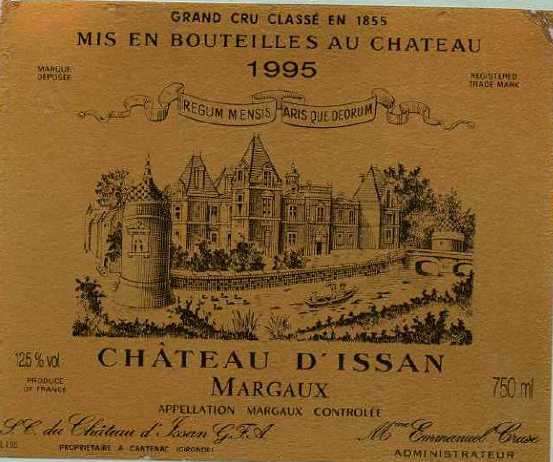 GRAND CRU CLASSÉ EN 1855
MIS EN BOUTEILLES AU CHATEAU
1995
MARQUE
DÉPOSÉE
REGISTERED
TRADE MARK
REGUM MENSIS ARISQUE DEORUM
CHÂTEAU D'ISSAN
MARGAUX
12,5 % vol
PRODUCE
OF FRANCE
750 ml
APPELLATION MARGAUX CONTROLÉE
S.C. du Château d'Issan G.F.A.
Mme Emmanuel Cruse
PROPRIÉTAIRE A CANTENAC (GIRONDE)
ADMINISTRATEUR